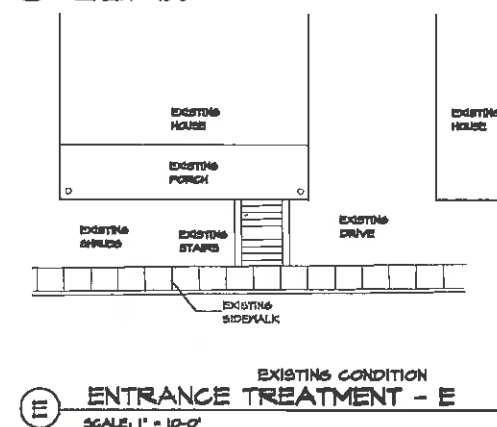 EXISTING
HOUSE
EXISTING
HOUSE
EXISTING
PORCH
EXISTING
SHRUBS
EXISTING
STAIRS
EXISTING
DRIVE
EXISTING
SIDEWALK
EXISTING CONDITION
E
ENTRANCE TREATMENT - E
SCALE: 1" = 10'-0"